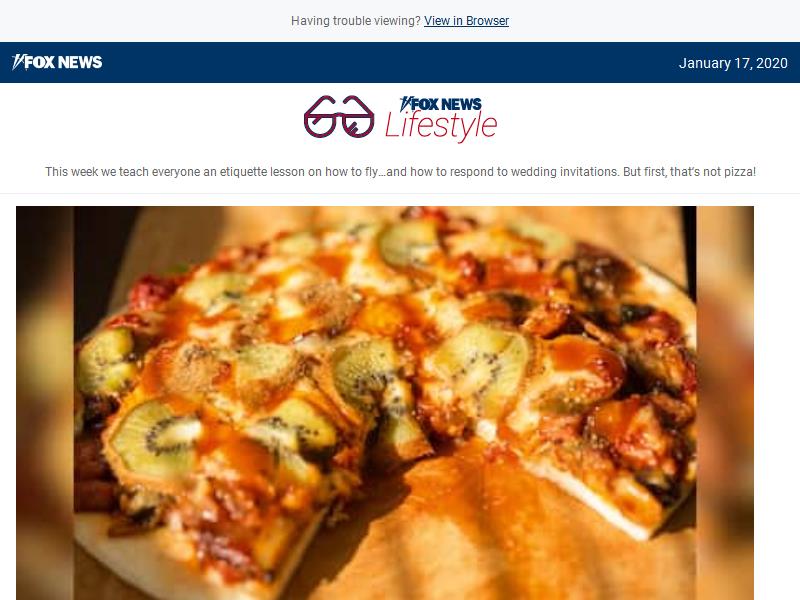 Having trouble viewing? View in Browser
FOX NEWS
January 17, 2020
FOX NEWS
Lifestyle
This week we teach everyone an etiquette lesson on how to fly...and how to respond to wedding invitations. But first, that's not pizza!